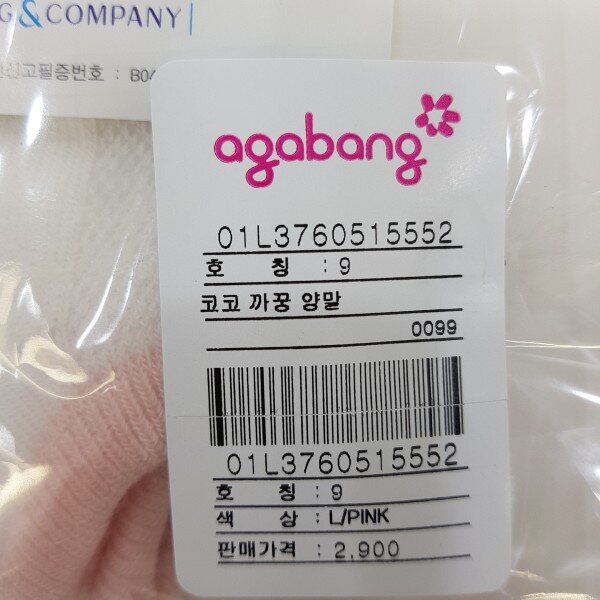 G&COMPANY
신고필증번호 : B04
agabang
01L3760515552
호 칭 : 9
코코 까꿍 양말
0099
01L3760515552
호 칭 : 9
색 상 : L/PINK
판매가격 : 2,900